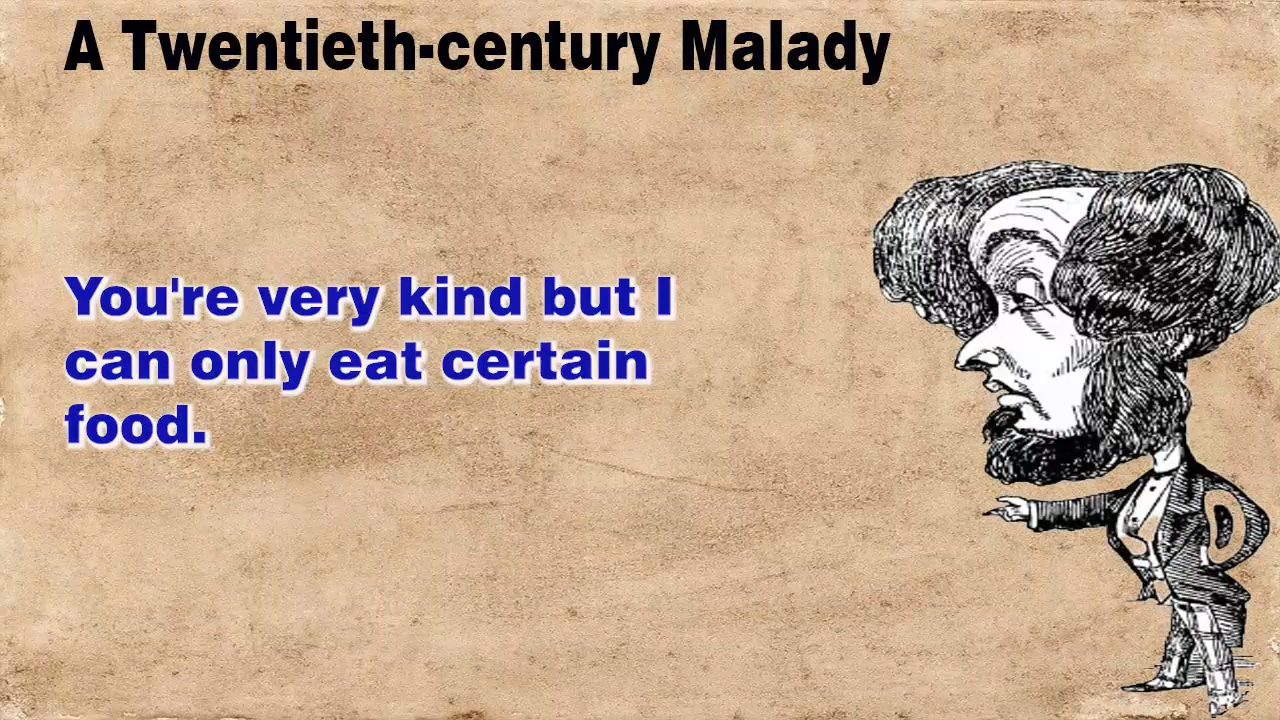 A Twentieth-century Malady
You're very kind but I
can only eat certain
food.